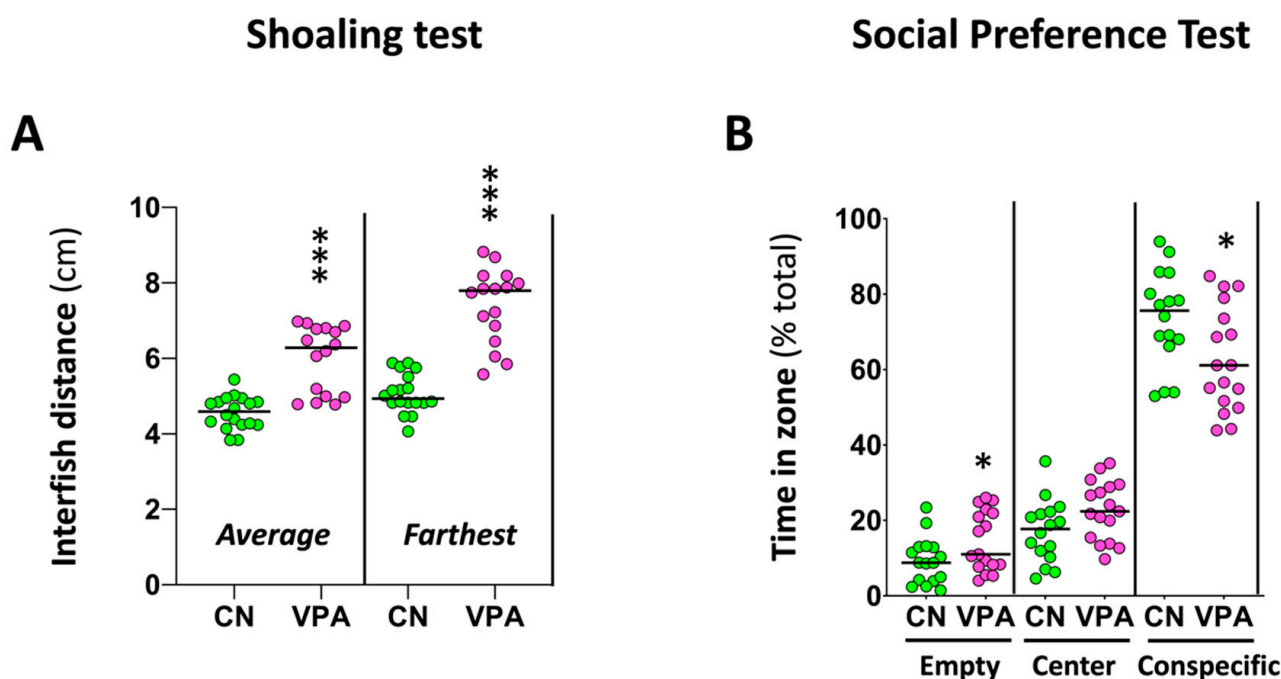 Shoaling test
Social Preference Test
A
B
Interfish distance (cm)
10
8
6
4
2
0
***
***
Average
Farthest
CN
VPA
CN
VPA
Time in zone (% total)
100
80
60
40
20
0
*
*
CN VPA CN VPA CN VPA
Empty Center Conspecific